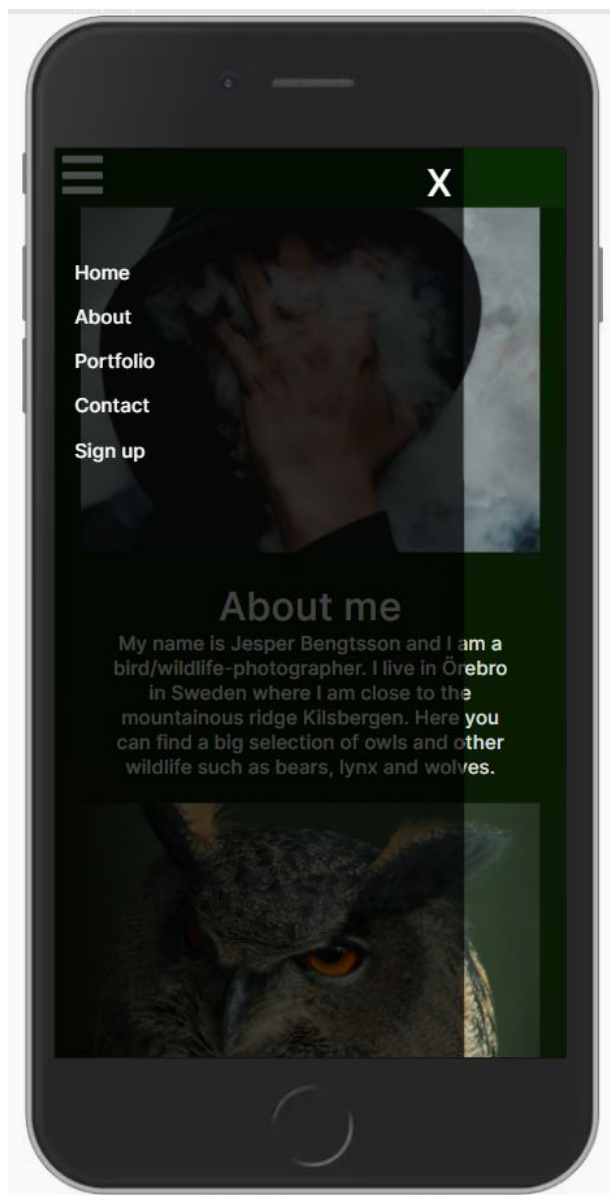 X
Home
About
Portfolio
Contact
Sign up
About me
My name is Jesper Bengtsson and I am a
bird/wildlife-photographer. I live in Örebro
in Sweden where I am close to the
mountainous ridge Kilsbergen. Here you
can find a big selection of owls and other
wildlife such as bears, lynx and wolves.